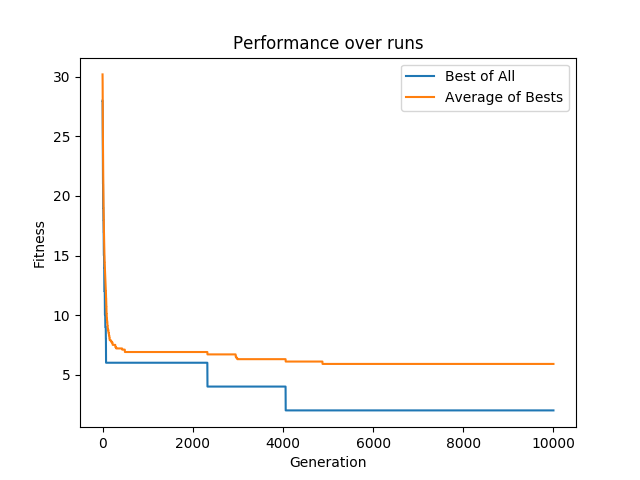 Performance over runs
Best of All
Average of Bests
30
25
20
15
10
5
Fitness
0 2000 4000 6000 8000 10000
Generation